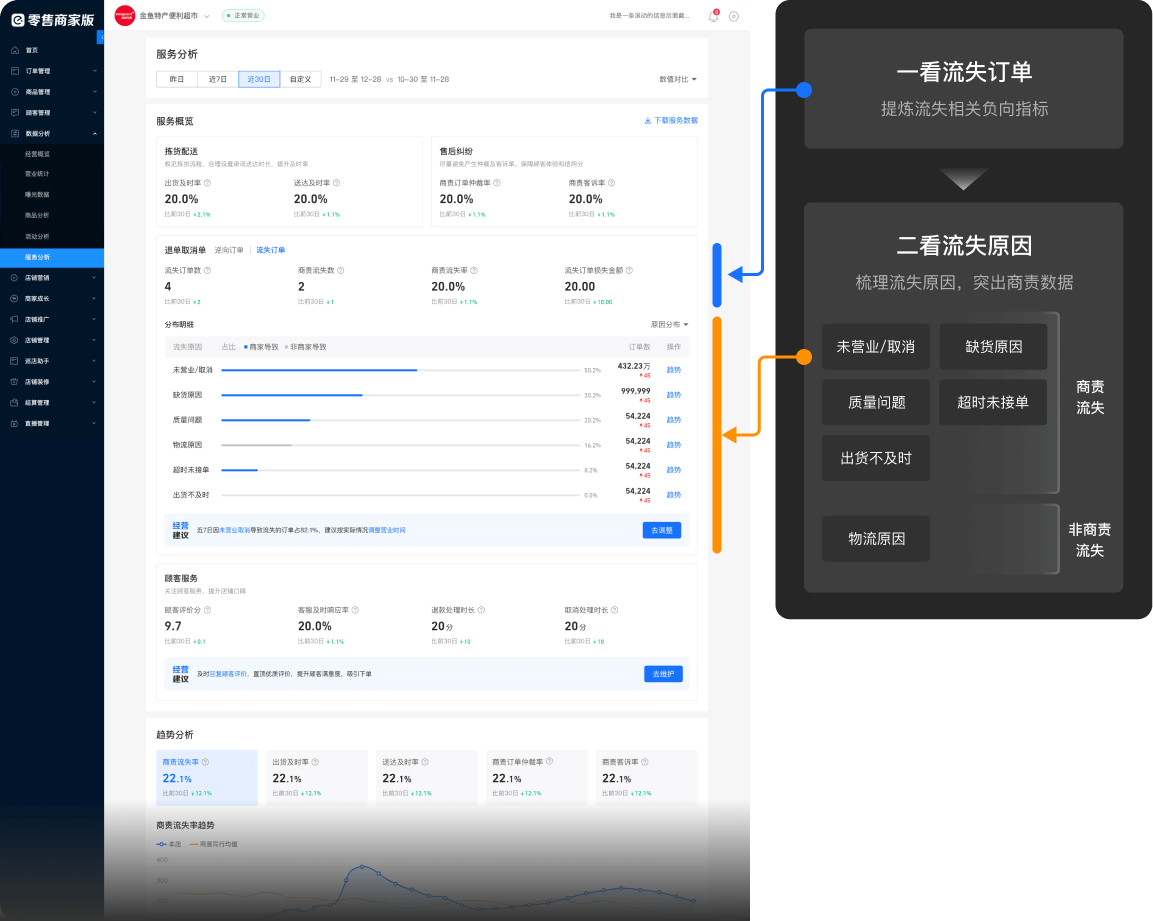 零售商家版
首页
订单管理
商品管理
顾客管理
数据分析
经营概览
营业统计
曝光数据
商品分析
活动分析
服务分析
店铺营销
商家成长
店铺推广
店铺管理
巡店助手
店铺装修
结算管理
直播管理
金鱼特产便利超市
正常营业
我是一条滚动的信息后面截...
服务分析
昨日 近7日 近30日 自定义 11-29 至 12-28 vs 10-30 至 11-28
数值对比
服务概览
下载服务数据
拣货配送
规范拣货流程，合理设置承诺送达时长，提升及时率
出货及时率 送达及时率
20.0% 20.0%
比前30日 +2.1% 比前30日 +1.1%
售后纠纷
尽量避免产生仲裁及客诉单，保障顾客体验和信用分
商责订单仲裁率 商责客诉率
20.0% 20.0%
比前30日 +1.1% 比前30日 +1.1%
退单取消单 逆向订单 流失订单
流失订单数 商责流失数 商责流失率 流失订单损失金额
4 2 20.0% 20.00
比前30日 +2 比前30日 +1 比前30日 +1.1% 比前30日 +10.00
分布明细
原因分布
流失原因 占比 商家导致 非商家导致 订单数 操作
未营业/取消 50.2% 432.23万 趋势
45
缺货原因 30.2% 999,999 趋势
45
质量问题 20.2% 54,224 趋势
45
物流原因 16.2% 54,224 趋势
45
超时未接单 8.2% 54,224 趋势
45
出货不及时 0.0% 54,224 趋势
45
经营建议
近7日因未营业取消导致流失的订单占82.1%，建议按实际情况调整营业时间
去调整
顾客服务
关注顾客服务，提升店铺口碑
顾客评价分 客服及时响应率 退款处理时长 取消处理时长
9.7 20.0% 20分 20分
比前30日 +0.1 比前30日 +1.1% 比前30日 +10 比前30日 +10
经营建议
及时回复顾客评价，置顶优质评价，提升顾客满意度，吸引下单
去维护
趋势分析
商责流失率 出货及时率 送达及时率 商责订单仲裁率 商责客诉率
22.1% 22.1% 22.1% 22.1% 22.1%
比前30日 +12.1% 比前30日 +12.1% 比前30日 +12.1% 比前30日 +12.1% 比前30日 +12.1%
商责流失率趋势
本店 商圈同行均值
400
300
一看流失订单
提炼流失相关负向指标
二看流失原因
梳理流失原因，突出商责数据
未营业/取消 缺货原因
质量问题 超时未接单
出货不及时
商责
流失
物流原因
非商责
流失